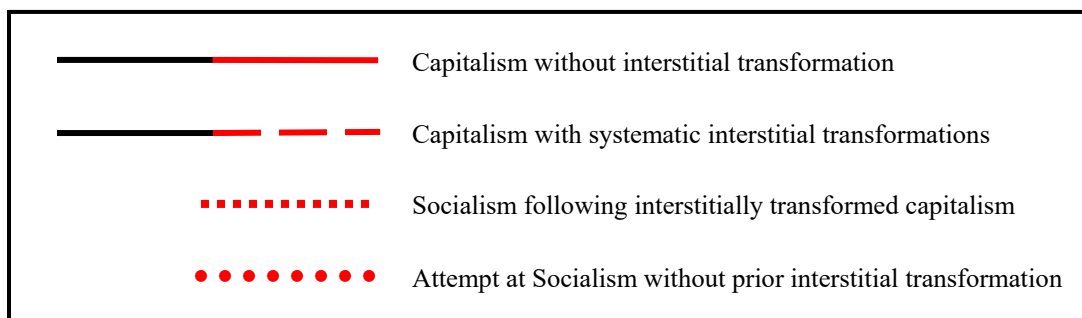 Capitalism without interstitial transformation
Capitalism with systematic interstitial transformations
Socialism following interstitially transformed capitalism
Attempt at Socialism without prior interstitial transformation